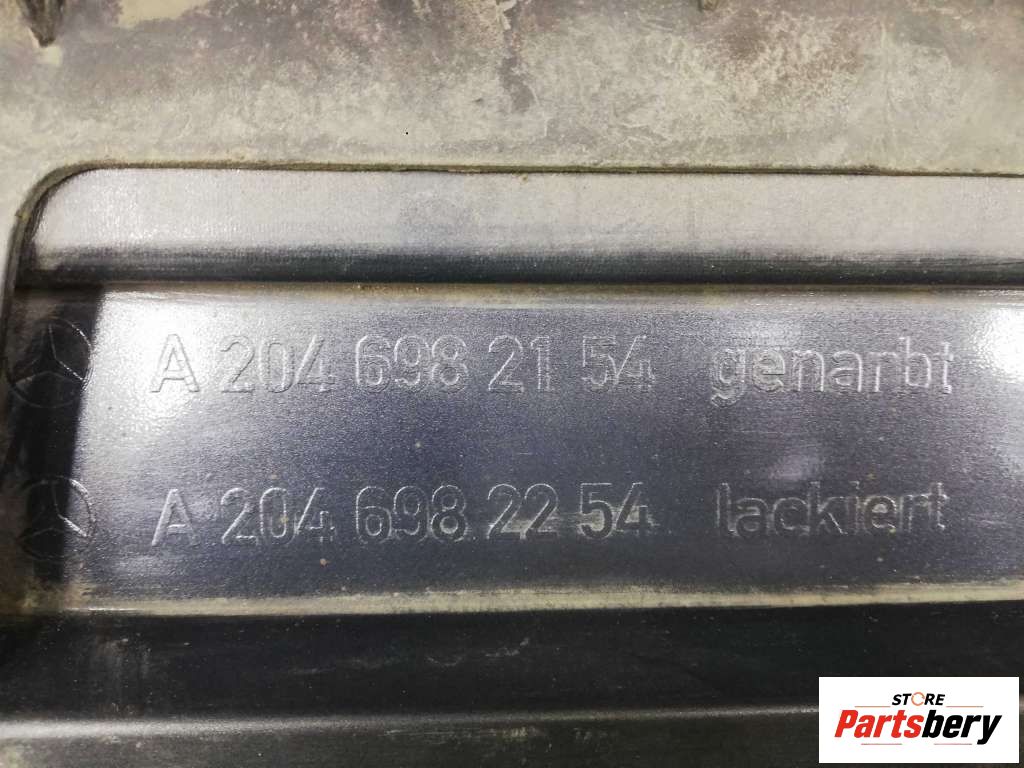 A 204 698 21 54 genarbt
A 204 698 22 54 lackiert
STORE
Partsbery